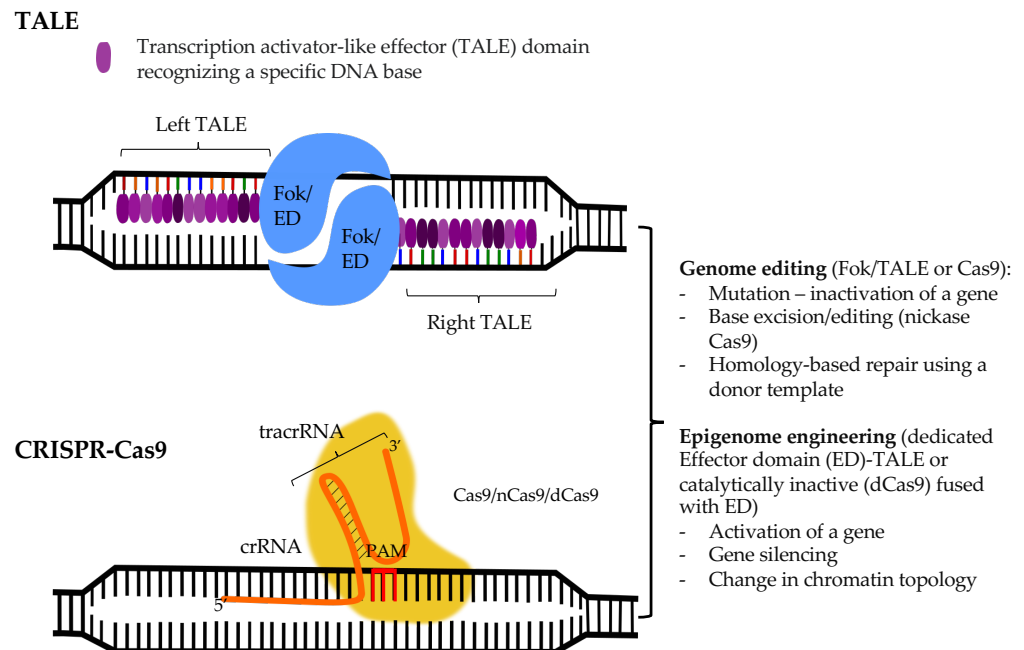 TALE
Transcription activator-like effector (TALE) domain
recognizing a specific DNA base
Left TALE
Fok/
ED
Fok/
ED
Right TALE
Genome editing (Fok/TALE or Cas9):
- Mutation – inactivation of a gene
- Base excision/editing (nickase
Cas9)
- Homology-based repair using a
donor template
CRISPR-Cas9
tracrRNA
3′
Cas9/nCas9/dCas9
crRNA
PAM
5′
Epigenome engineering (dedicated
Effector domain (ED)-TALE or
catalytically inactive (dCas9) fused
with ED)
- Activation of a gene
- Gene silencing
- Change in chromatin topology